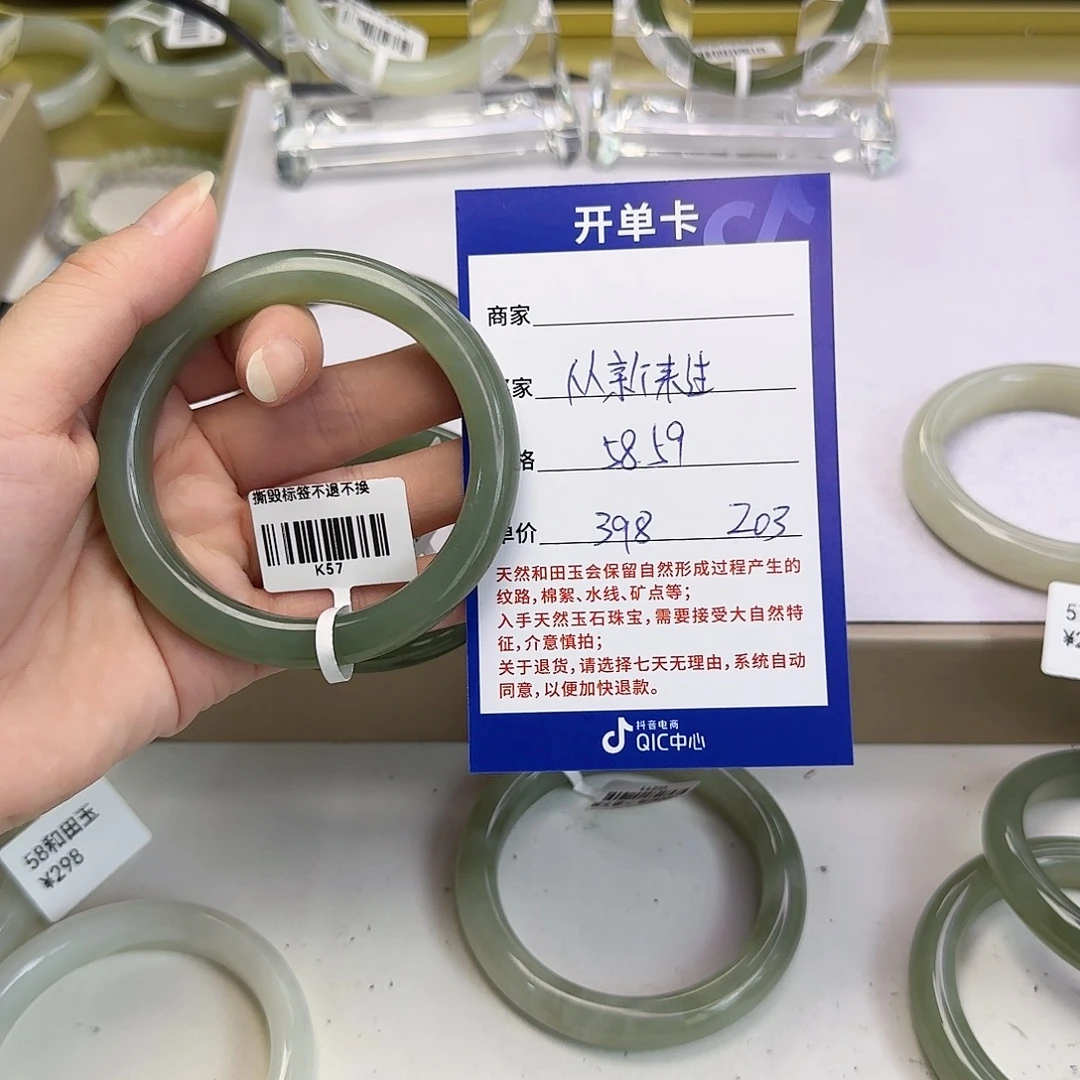 开单卡
商家
家 从新来过
格 58.59
单价 398 203
天然和田玉会保留自然形成过程产生的
纹路,棉絮、水线、矿点等;
入手天然玉石珠宝,需要接受大自然特
征,介意慎拍;
关于退货,请选择七天无理由,系统自动
同意,以便加快退款。
抖音电商
QIC中心
撕毁标签不退不换
K57
58和田玉
¥298